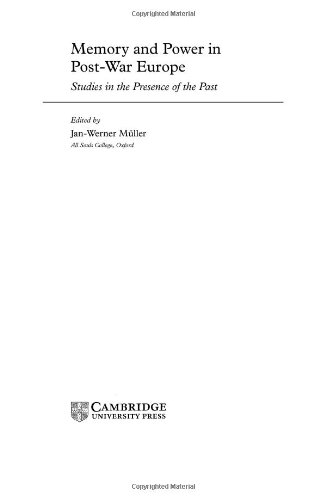 Memory and Power in
Post-War Europe
Studies in the Presence of the Past
Edited by
Jan-Werner Müller
All Souls College, Oxford
CAMBRIDGE
UNIVERSITY PRESS